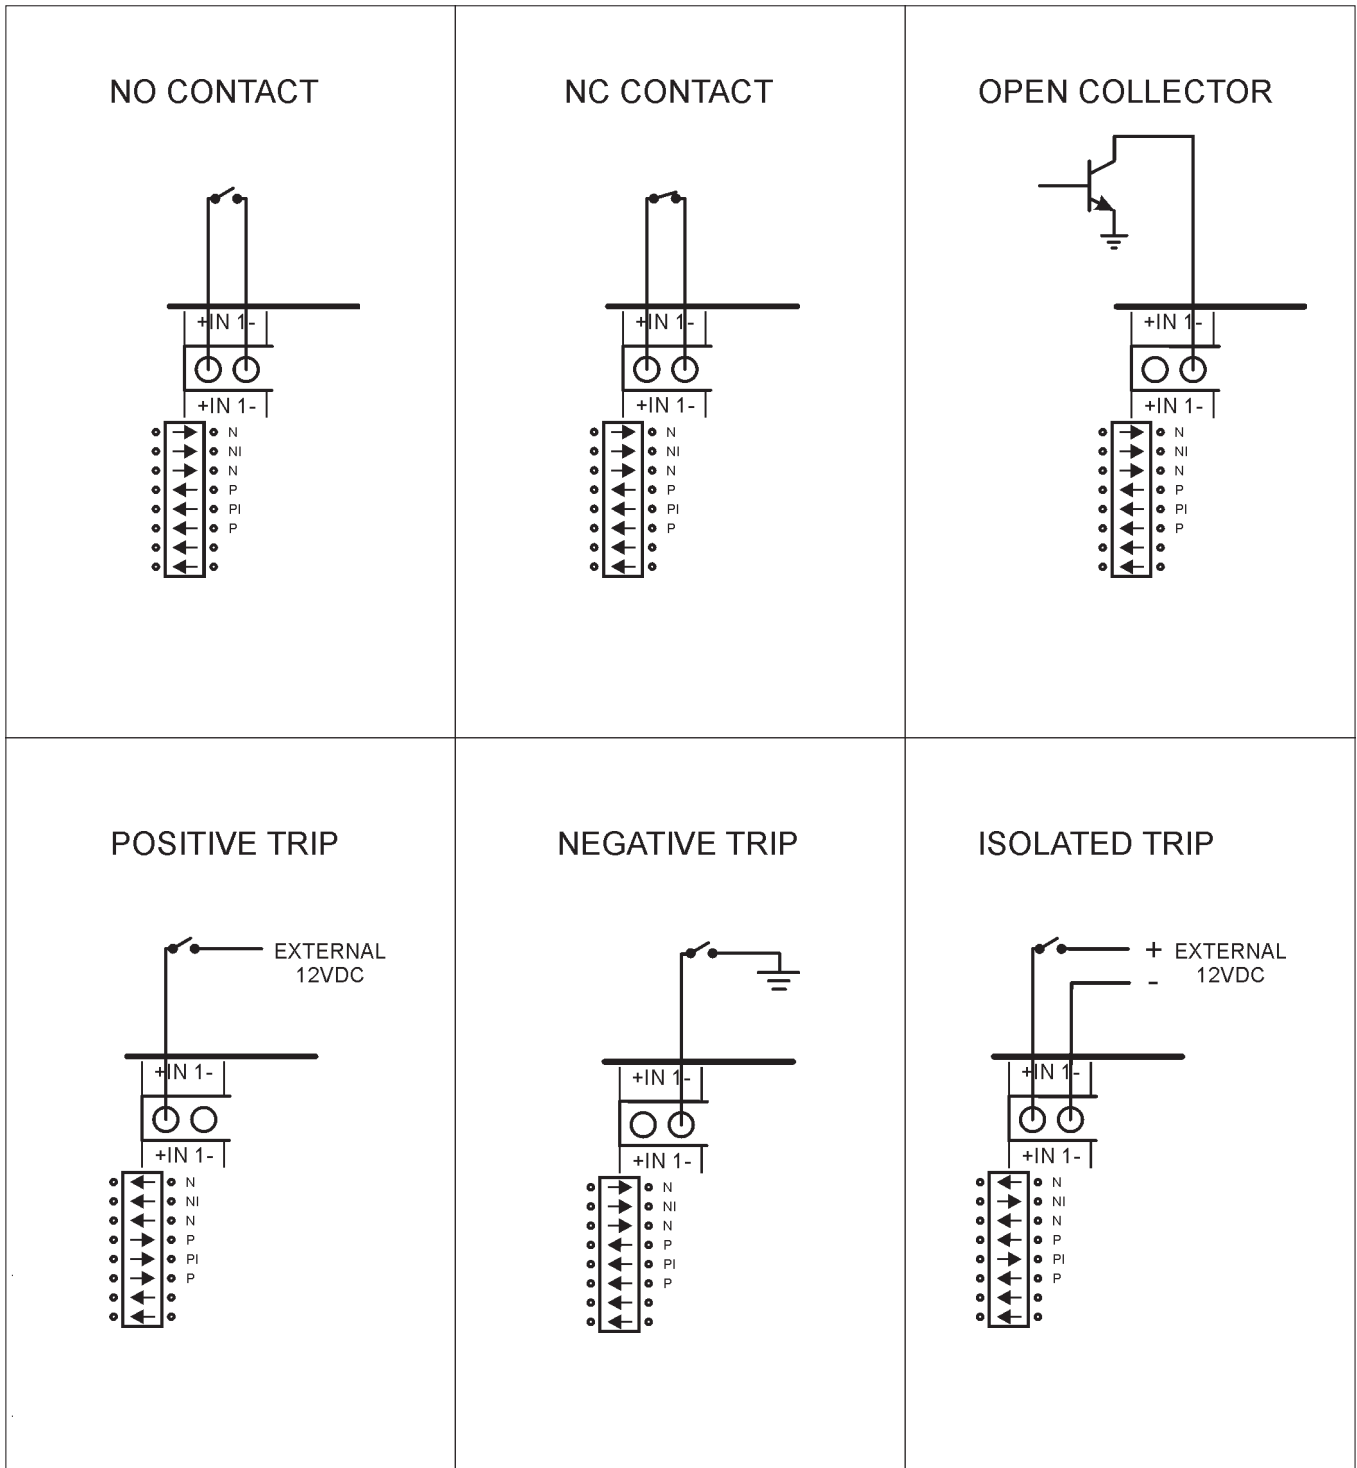 NO CONTACT
+IN 1-
+IN 1-
N
NI
N
P
PI
P
NC CONTACT
+IN 1-
+IN 1-
N
NI
N
P
PI
P
OPEN COLLECTOR
+IN 1-
+IN 1-
N
NI
N
P
PI
P
POSITIVE TRIP
EXTERNAL
12VDC
+IN 1-
+IN 1-
N
NI
N
P
PI
P
NEGATIVE TRIP
+IN 1-
+IN 1-
N
NI
N
P
PI
P
ISOLATED TRIP
+ EXTERNAL
- 12VDC
+IN 1-
+IN 1-
N
NI
N
P
PI
P